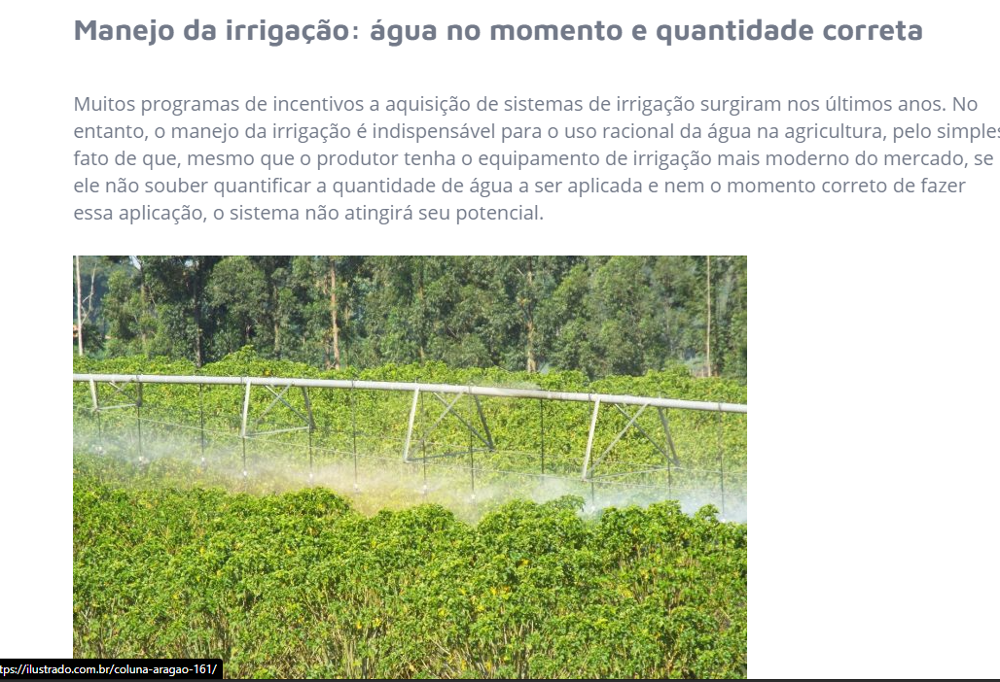 Manejo da irrigação: água no momento e quantidade correta
Muitos programas de incentivos a aquisição de sistemas de irrigação surgiram nos últimos anos. No
entanto, o manejo da irrigação é indispensável para o uso racional da água na agricultura, pelo simples
fato de que, mesmo que o produtor tenha o equipamento de irrigação mais moderno do mercado, se
ele não souber quantificar a quantidade de água a ser aplicada e nem o momento correto de fazer
essa aplicação, o sistema não atingirá seu potencial.
tps://ilustrado.com.br/coluna-aragao-161/